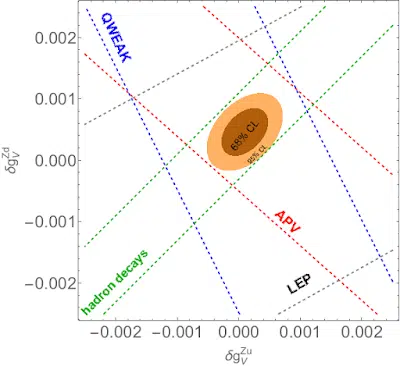 QWEAK
0.002
0.001
0.000
−0.001
−0.002
δg_V^{Zd}
68% CL
95% CL
APV
LEP
hadron decays
−0.002 −0.001 0.000 0.001 0.002
δg_V^{Zu}